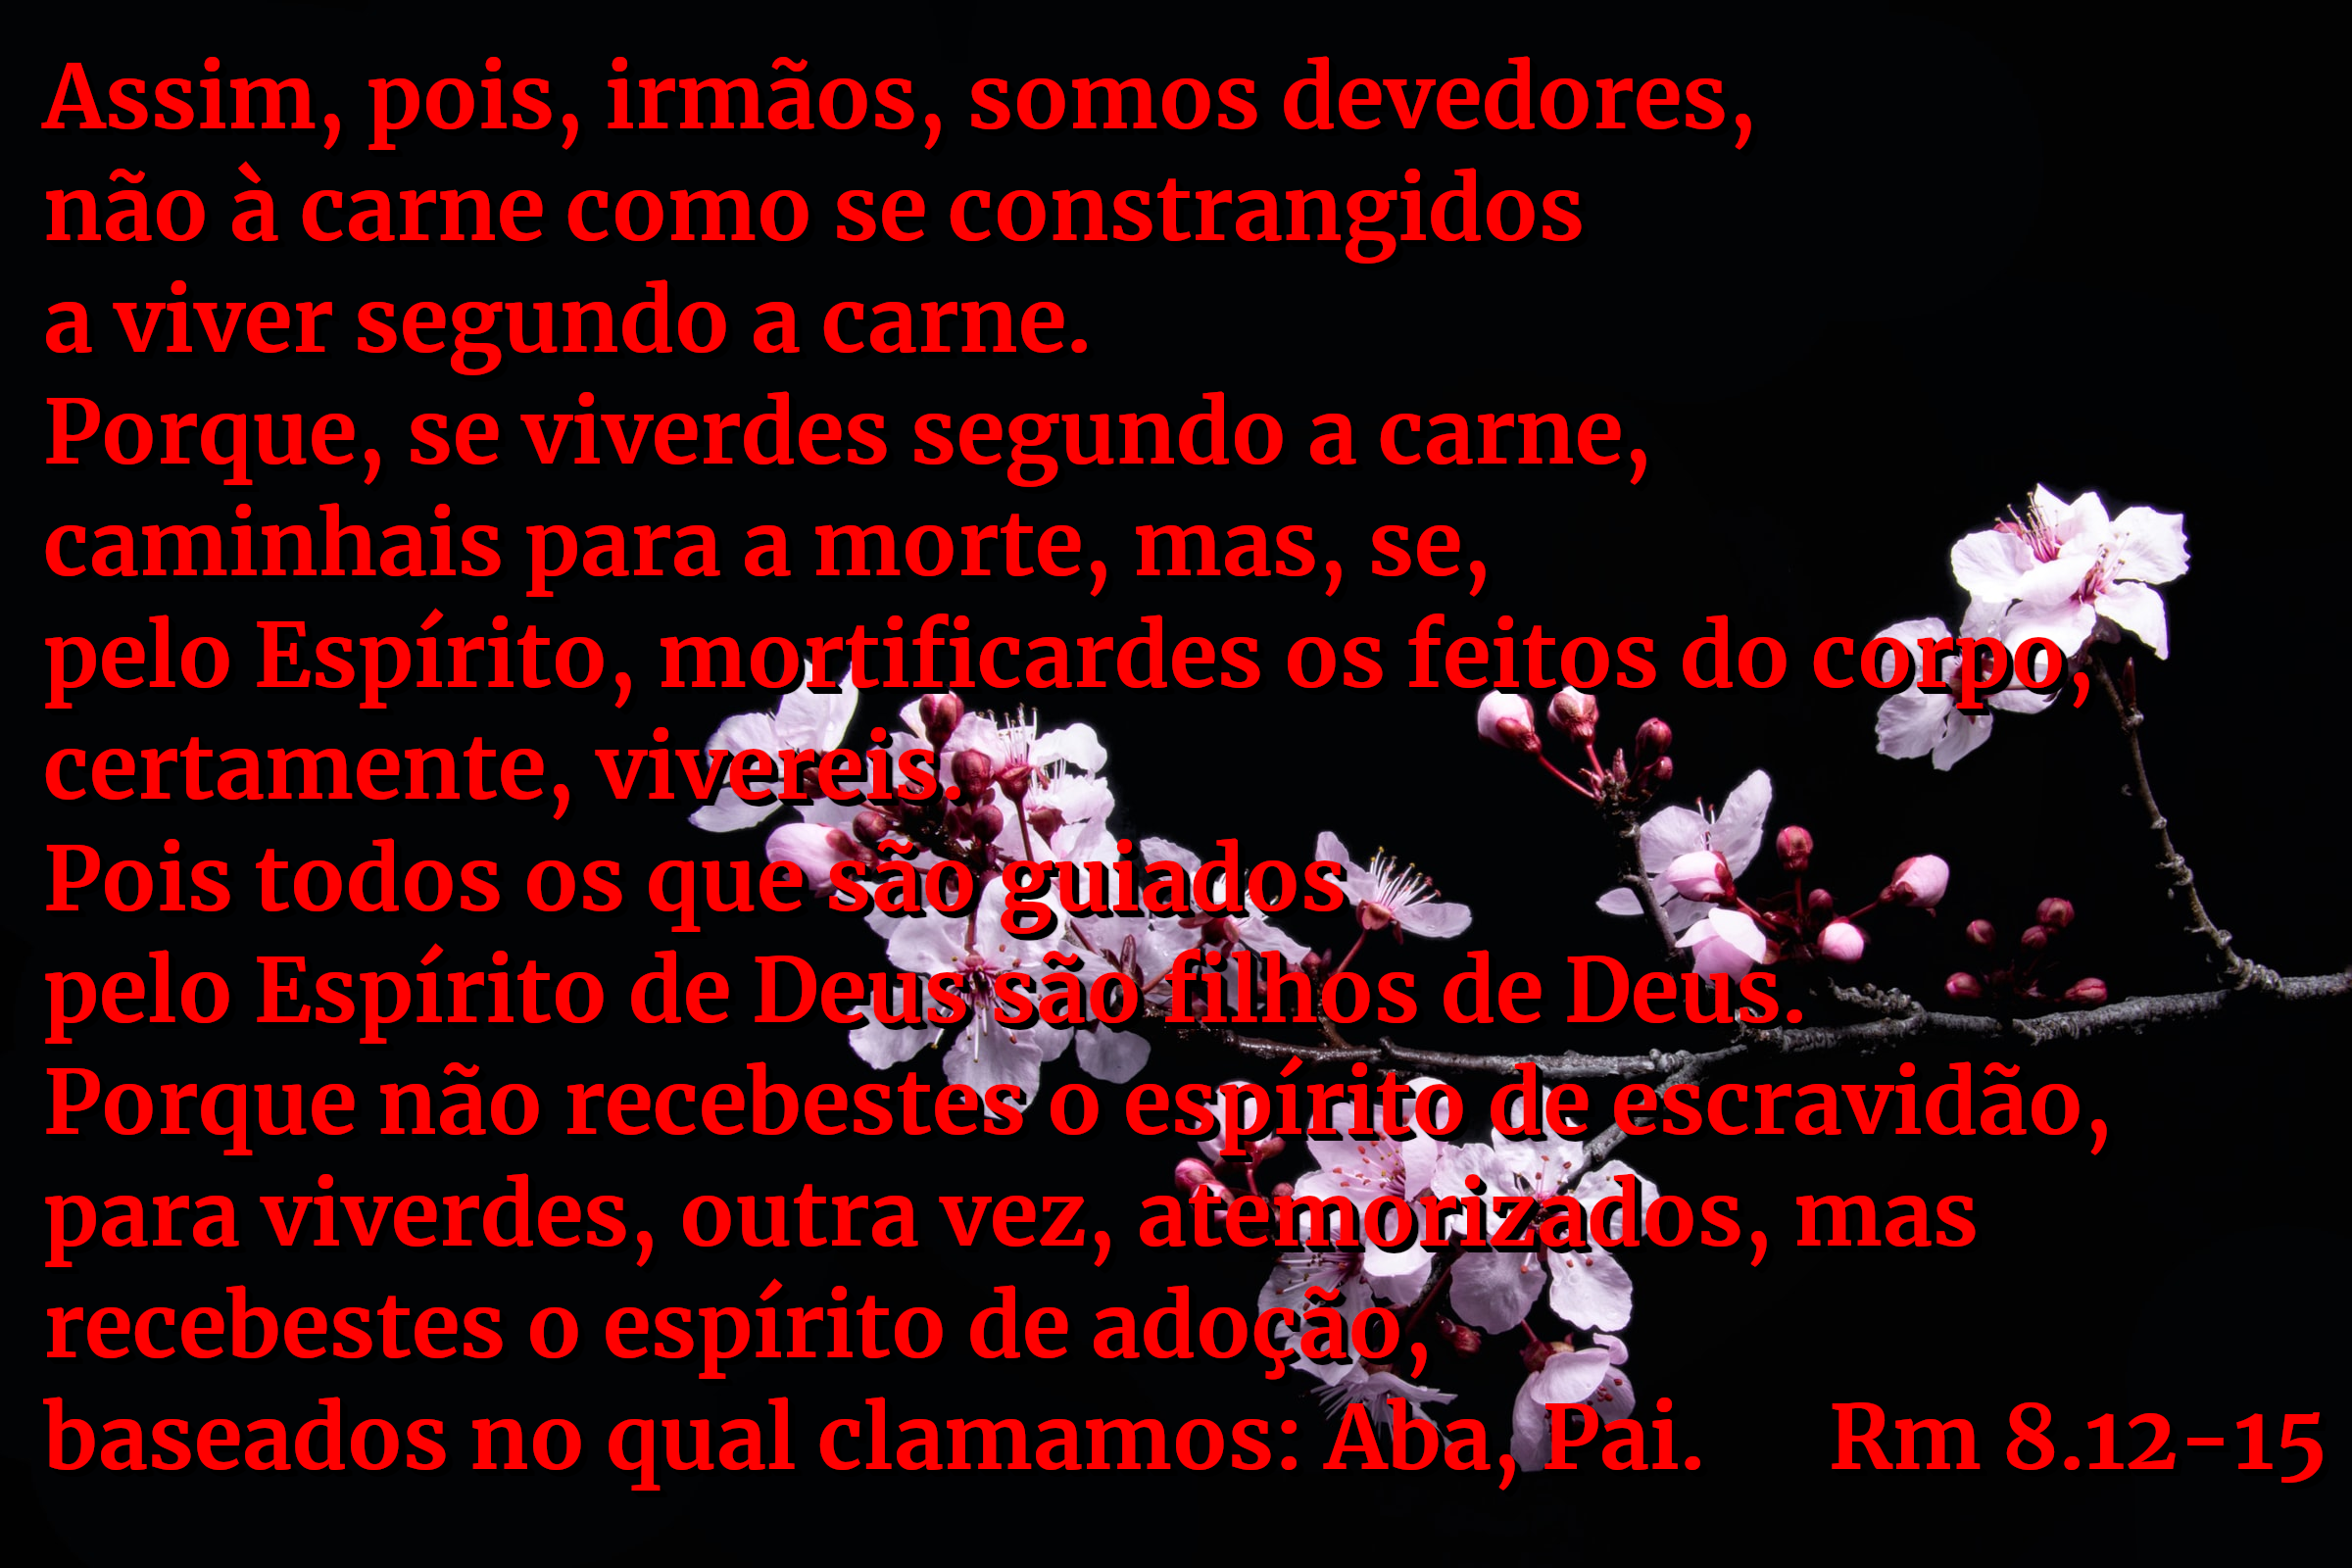 Assim, pois, irmãos, somos devedores,
não à carne como se constrangidos
a viver segundo a carne.
Porque, se viverdes segundo a carne,
caminhais para a morte, mas, se,
pelo Espírito, mortificardes os feitos do corpo,
certamente, vivereis.
Pois todos os que são guiados
pelo Espírito de Deus são filhos de Deus.
Porque não recebestes o espírito de escravidão,
para viverdes, outra vez, atemorizados, mas
recebestes o espírito de adoção,
baseados no qual clamamos: Aba, Pai. Rm 8.12-15